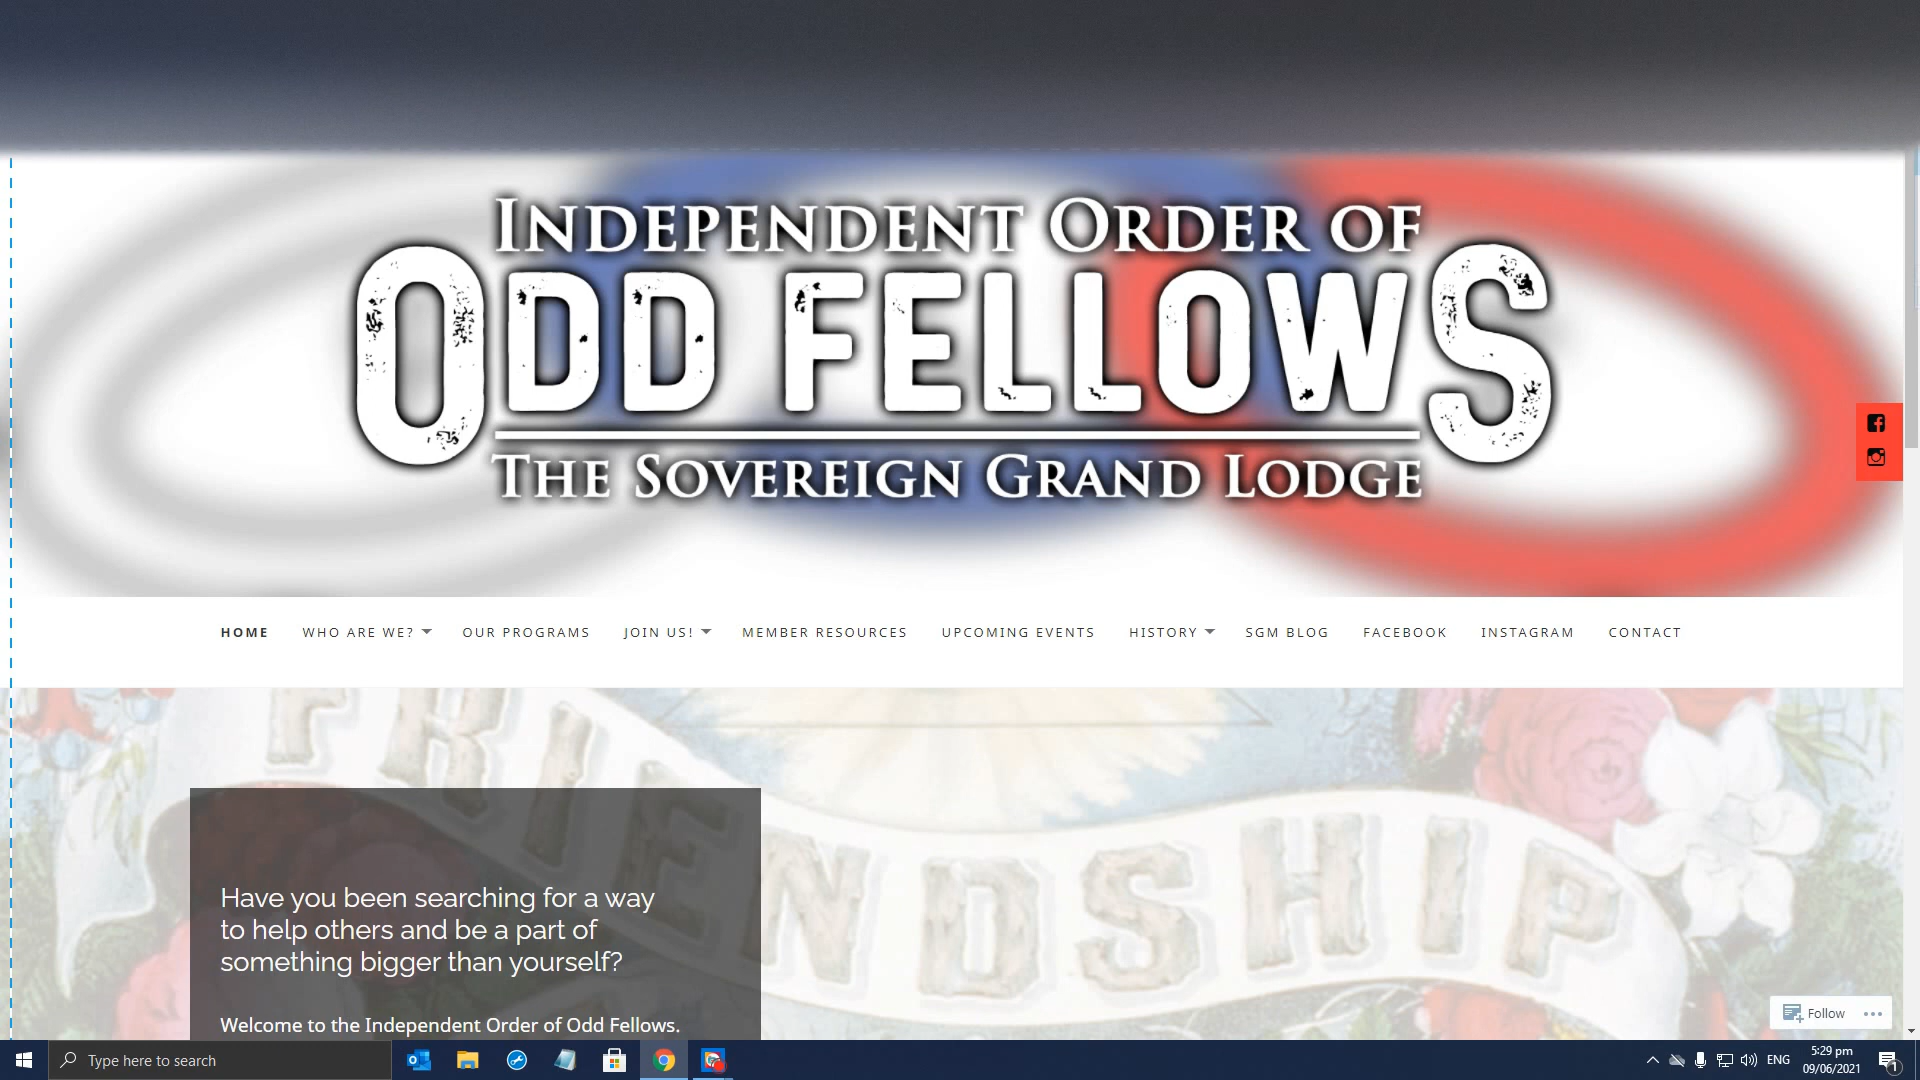 INDEPENDENT ORDER OF
ODD FELLOWS
THE SOVEREIGN GRAND LODGE
HOME WHO ARE WE? OUR PROGRAMS JOIN US! MEMBER RESOURCES UPCOMING EVENTS HISTORY SGM BLOG FACEBOOK INSTAGRAM CONTACT
FRIENDSHIP
Have you been searching for a way
to help others and be a part of
something bigger than yourself?
Welcome to the Independent Order of Odd Fellows.
Follow
Type here to search
ENG
5:29 pm
09/06/2021
1